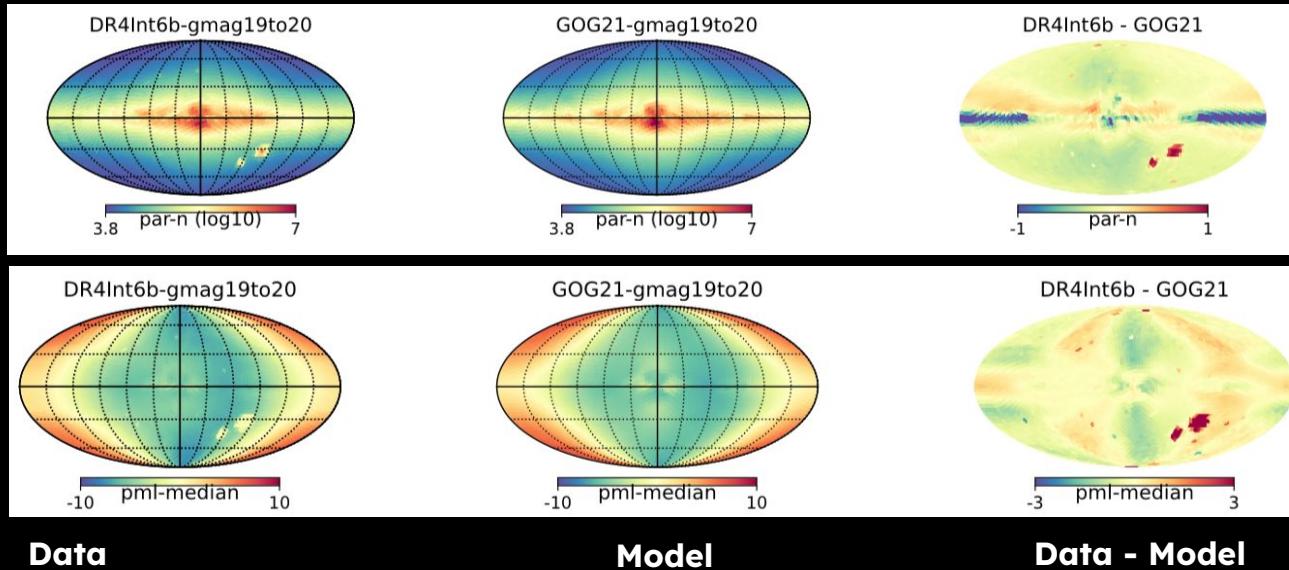 DR4Int6b-gmag19to20
GOG21-gmag19to20
DR4Int6b - GOG21
par-n (log10)
3.8
7
par-n (log10)
3.8
7
par-n
-1
1
DR4Int6b-gmag19to20
GOG21-gmag19to20
DR4Int6b - GOG21
pml-median
-10
10
pml-median
-10
10
pml-median
-3
3
Data
Model
Data - Model